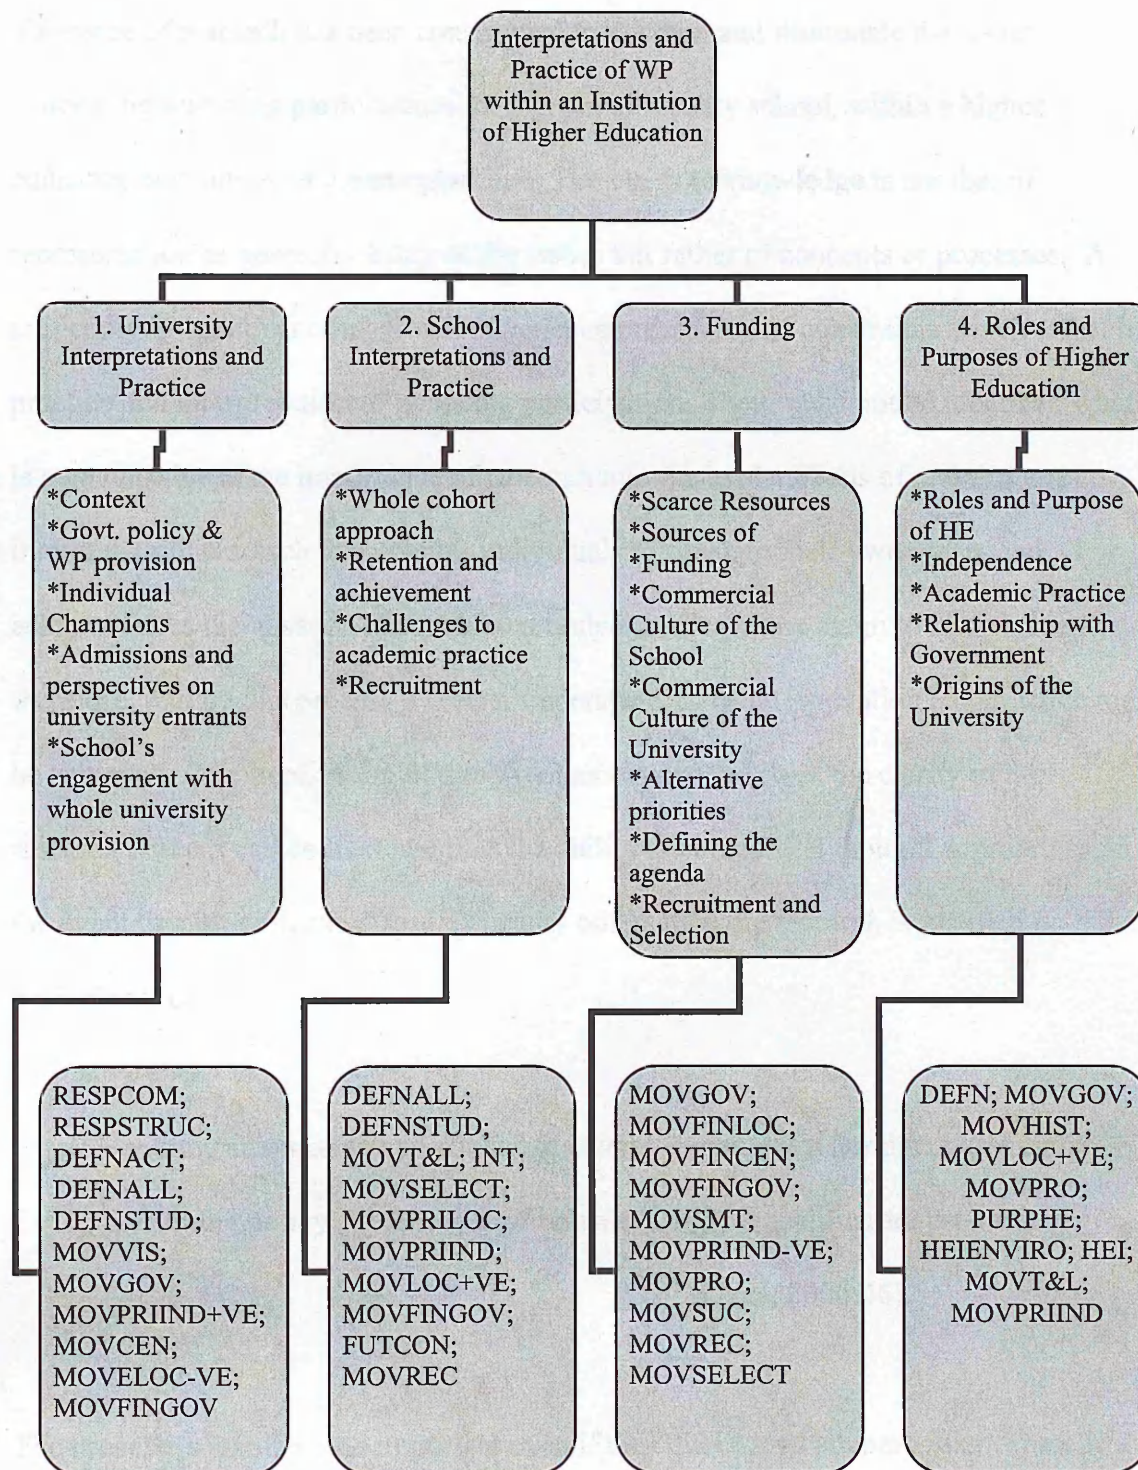 Interpretations and
Practice of WP
within an Institution
of Higher Education
1. University
Interpretations and
Practice
2. School
Interpretations and
Practice
3. Funding
4. Roles and
Purposes of Higher
Education
*Context
*Govt. policy &
WP provision
*Individual
Champions
*Admissions and
perspectives on
university entrants
*School's
engagement with
whole university
provision
*Whole cohort
approach
*Retention and
achievement
*Challenges to
academic practice
*Recruitment
*Scarce Resources
*Sources of
*Funding
*Commercial
Culture of the
School
*Commercial
Culture of the
University
*Alternative
priorities
*Defining the
agenda
*Recruitment and
Selection
*Roles and Purpose
of HE
*Independence
*Academic Practice
*Relationship with
Government
*Origins of the
University
RESPCOM;
RESPSTRUC;
DEFNACT;
DEFNALL;
DEFNSTUD;
MOVVIS;
MOVGOV;
MOVPRIIND+VE;
MOVCEN;
MOVELOC-VE;
MOVFINGOV
DEFNALL;
DEFNSTUD;
MOVT&L; INT;
MOVSELECT;
MOVPRILOC;
MOVPRIIND;
MOVLOC+VE;
MOVFINGOV;
FUTCON;
MOVREC
MOVGOV;
MOVFINLOC;
MOVFINCEN;
MOVFINGOV;
MOVSMT;
MOVPRIIND-VE;
MOVPRO;
MOVSUC;
MOVREC;
MOVSELECT
DEFN; MOVGOV;
MOVHIST;
MOVLOC+VE;
MOVPRO;
PURPHE;
HEIENVIRO; HEI;
MOVT&L;
MOVPRIIND